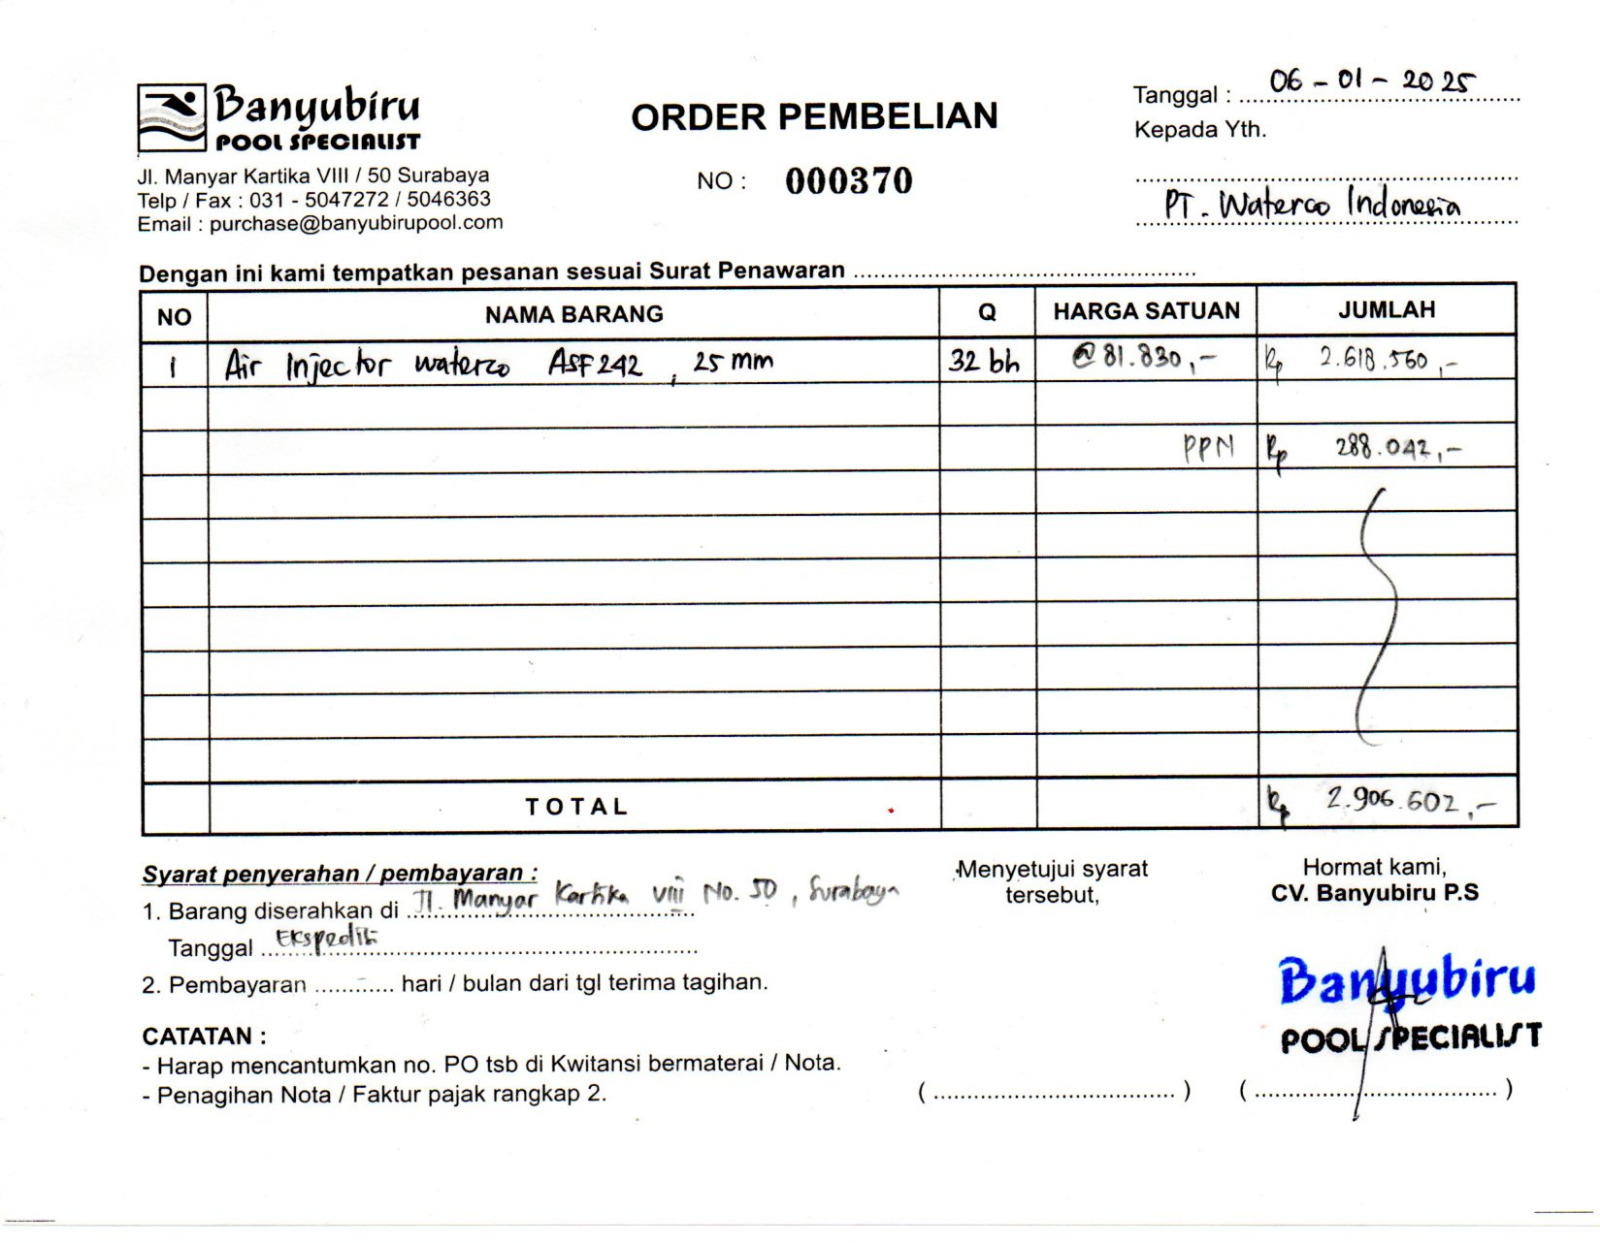 Banyubiru
POOL SPECIALIST
Jl. Manyar Kartika VIII / 50 Surabaya
Telp / Fax : 031 - 5047272 / 5046363
Email : purchase@banyubirupool.com
ORDER PEMBELIAN
NO : 000370
Tanggal : 06 - 01 - 2025
Kepada Yth.
PT. Waterco Indonesia
Dengan ini kami tempatkan pesanan sesuai Surat Penawaran ..........
NO NAMA BARANG Q HARGA SATUAN JUMLAH
1 Air Injector waterco ASF242 , 25 mm 32 bh @ 81.830,- Rp 2.618.560,-
PPN Rp 288.042,-
TOTAL Rp 2.906.602,-
Syarat penyerahan / pembayaran :
1. Barang diserahkan di Jl. Manyar Kartika VIII No. 50 , Surabaya
Tanggal Ekspedisi
2. Pembayaran ....-.... hari / bulan dari tgl terima tagihan.
CATATAN :
- Harap mencantumkan no. PO tsb di Kwitansi bermaterai / Nota.
- Penagihan Nota / Faktur pajak rangkap 2.
Menyetujui syarat
tersebut,
( .......... )
Hormat kami,
CV. Banyubiru P.S
Banyubiru
POOL SPECIALIST
( .......... )